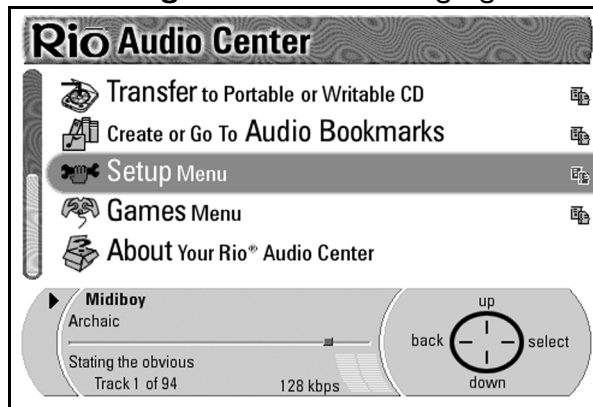 Rio Audio Center
Transfer to Portable or Writable CD
Create or Go To Audio Bookmarks
Setup Menu
Games Menu
About Your Rio® Audio Center
Midiboy
Archaic
Stating the obvious
Track 1 of 94 128 kbps
up
back select
down